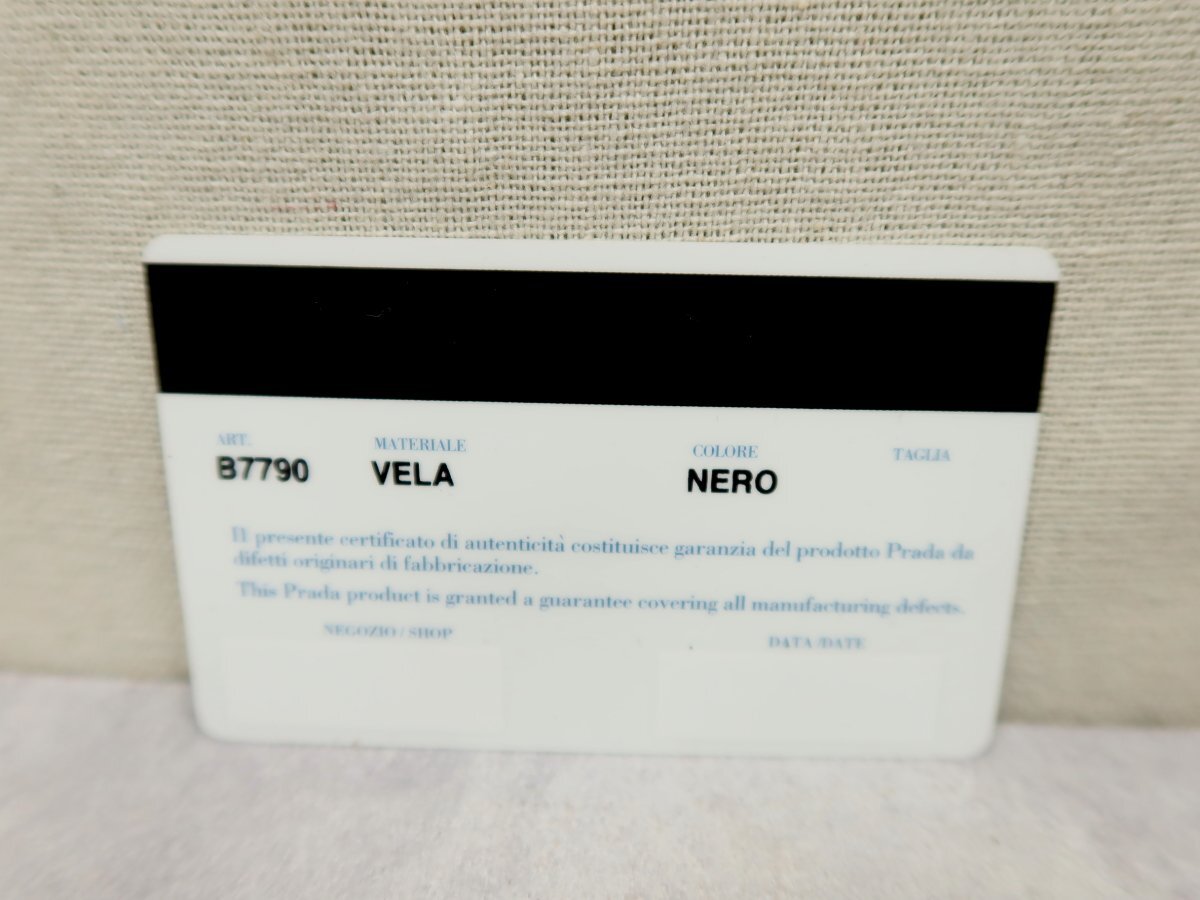 ART. MATERIALE COLORE TAGLIA
B7790 VELA NERO
Il presente certificato di autenticità costituisce garanzia del prodotto Prada da
difetti originari di fabbricazione.
This Prada product is granted a guarantee covering all manufacturing defects.
NEGOZIO / SHOP DATA /DATE